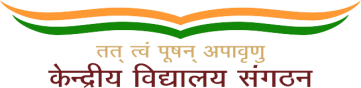 तत् त्वं पूषन् अपावृणु
केन्द्रीय विद्यालय संगठन